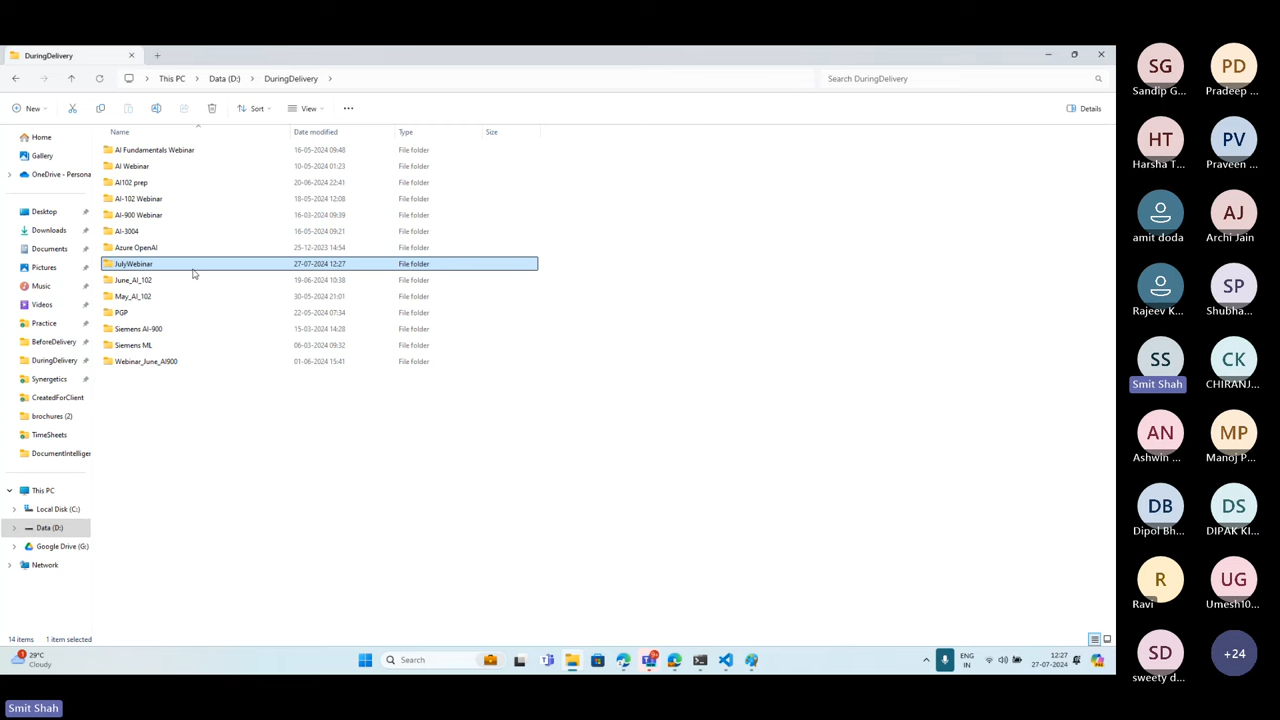 DuringDelivery
This PC > Data (D:) > DuringDelivery >
Search DuringDelivery
New
Sort
View
Details
Name Date modified Type Size
Home
Gallery
OneDrive - Persona
Desktop
Downloads
Documents
Pictures
Music
Videos
Practice
BeforeDelivery
DuringDelivery
Synergetics
CreatedForClient
brochures (2)
TimeSheets
DocumentIntelliger
This PC
Local Disk (C:)
Data (D:)
Google Drive (G:)
Network
AI Fundamentals Webinar 16-05-2024 09:48 File folder
AI Webinar 10-05-2024 01:23 File folder
AI102 prep 20-06-2024 22:41 File folder
AI-102 Webinar 18-05-2024 12:08 File folder
AI-900 Webinar 16-03-2024 09:39 File folder
AI-3004 16-05-2024 09:21 File folder
Azure OpenAI 25-12-2023 14:54 File folder
JulyWebinar 27-07-2024 12:27 File folder
June_AI_102 19-06-2024 10:38 File folder
May_AI_102 30-05-2024 21:01 File folder
PGP 22-05-2024 07:34 File folder
Siemens AI-900 15-03-2024 14:28 File folder
Siemens ML 06-03-2024 09:32 File folder
Webinar_June_AI900 01-06-2024 15:41 File folder
14 items 1 item selected
1
29°C
Cloudy
Search
9+
ENG
IN
12:27
27-07-2024
SG PD
Sandip G... Pradeep ...
HT PV
Harsha T... Praveen ...
AJ
amit doda Archi Jain
SP
Rajeev K... Shubha...
SS CK
Smit Shah CHIRANJ...
AN MP
Ashwin ... Manoj P...
DB DS
Dipol Bh... DIPAK KI...
R UG
Ravi Umesh10...
SD +24
sweety d...
Smit Shah